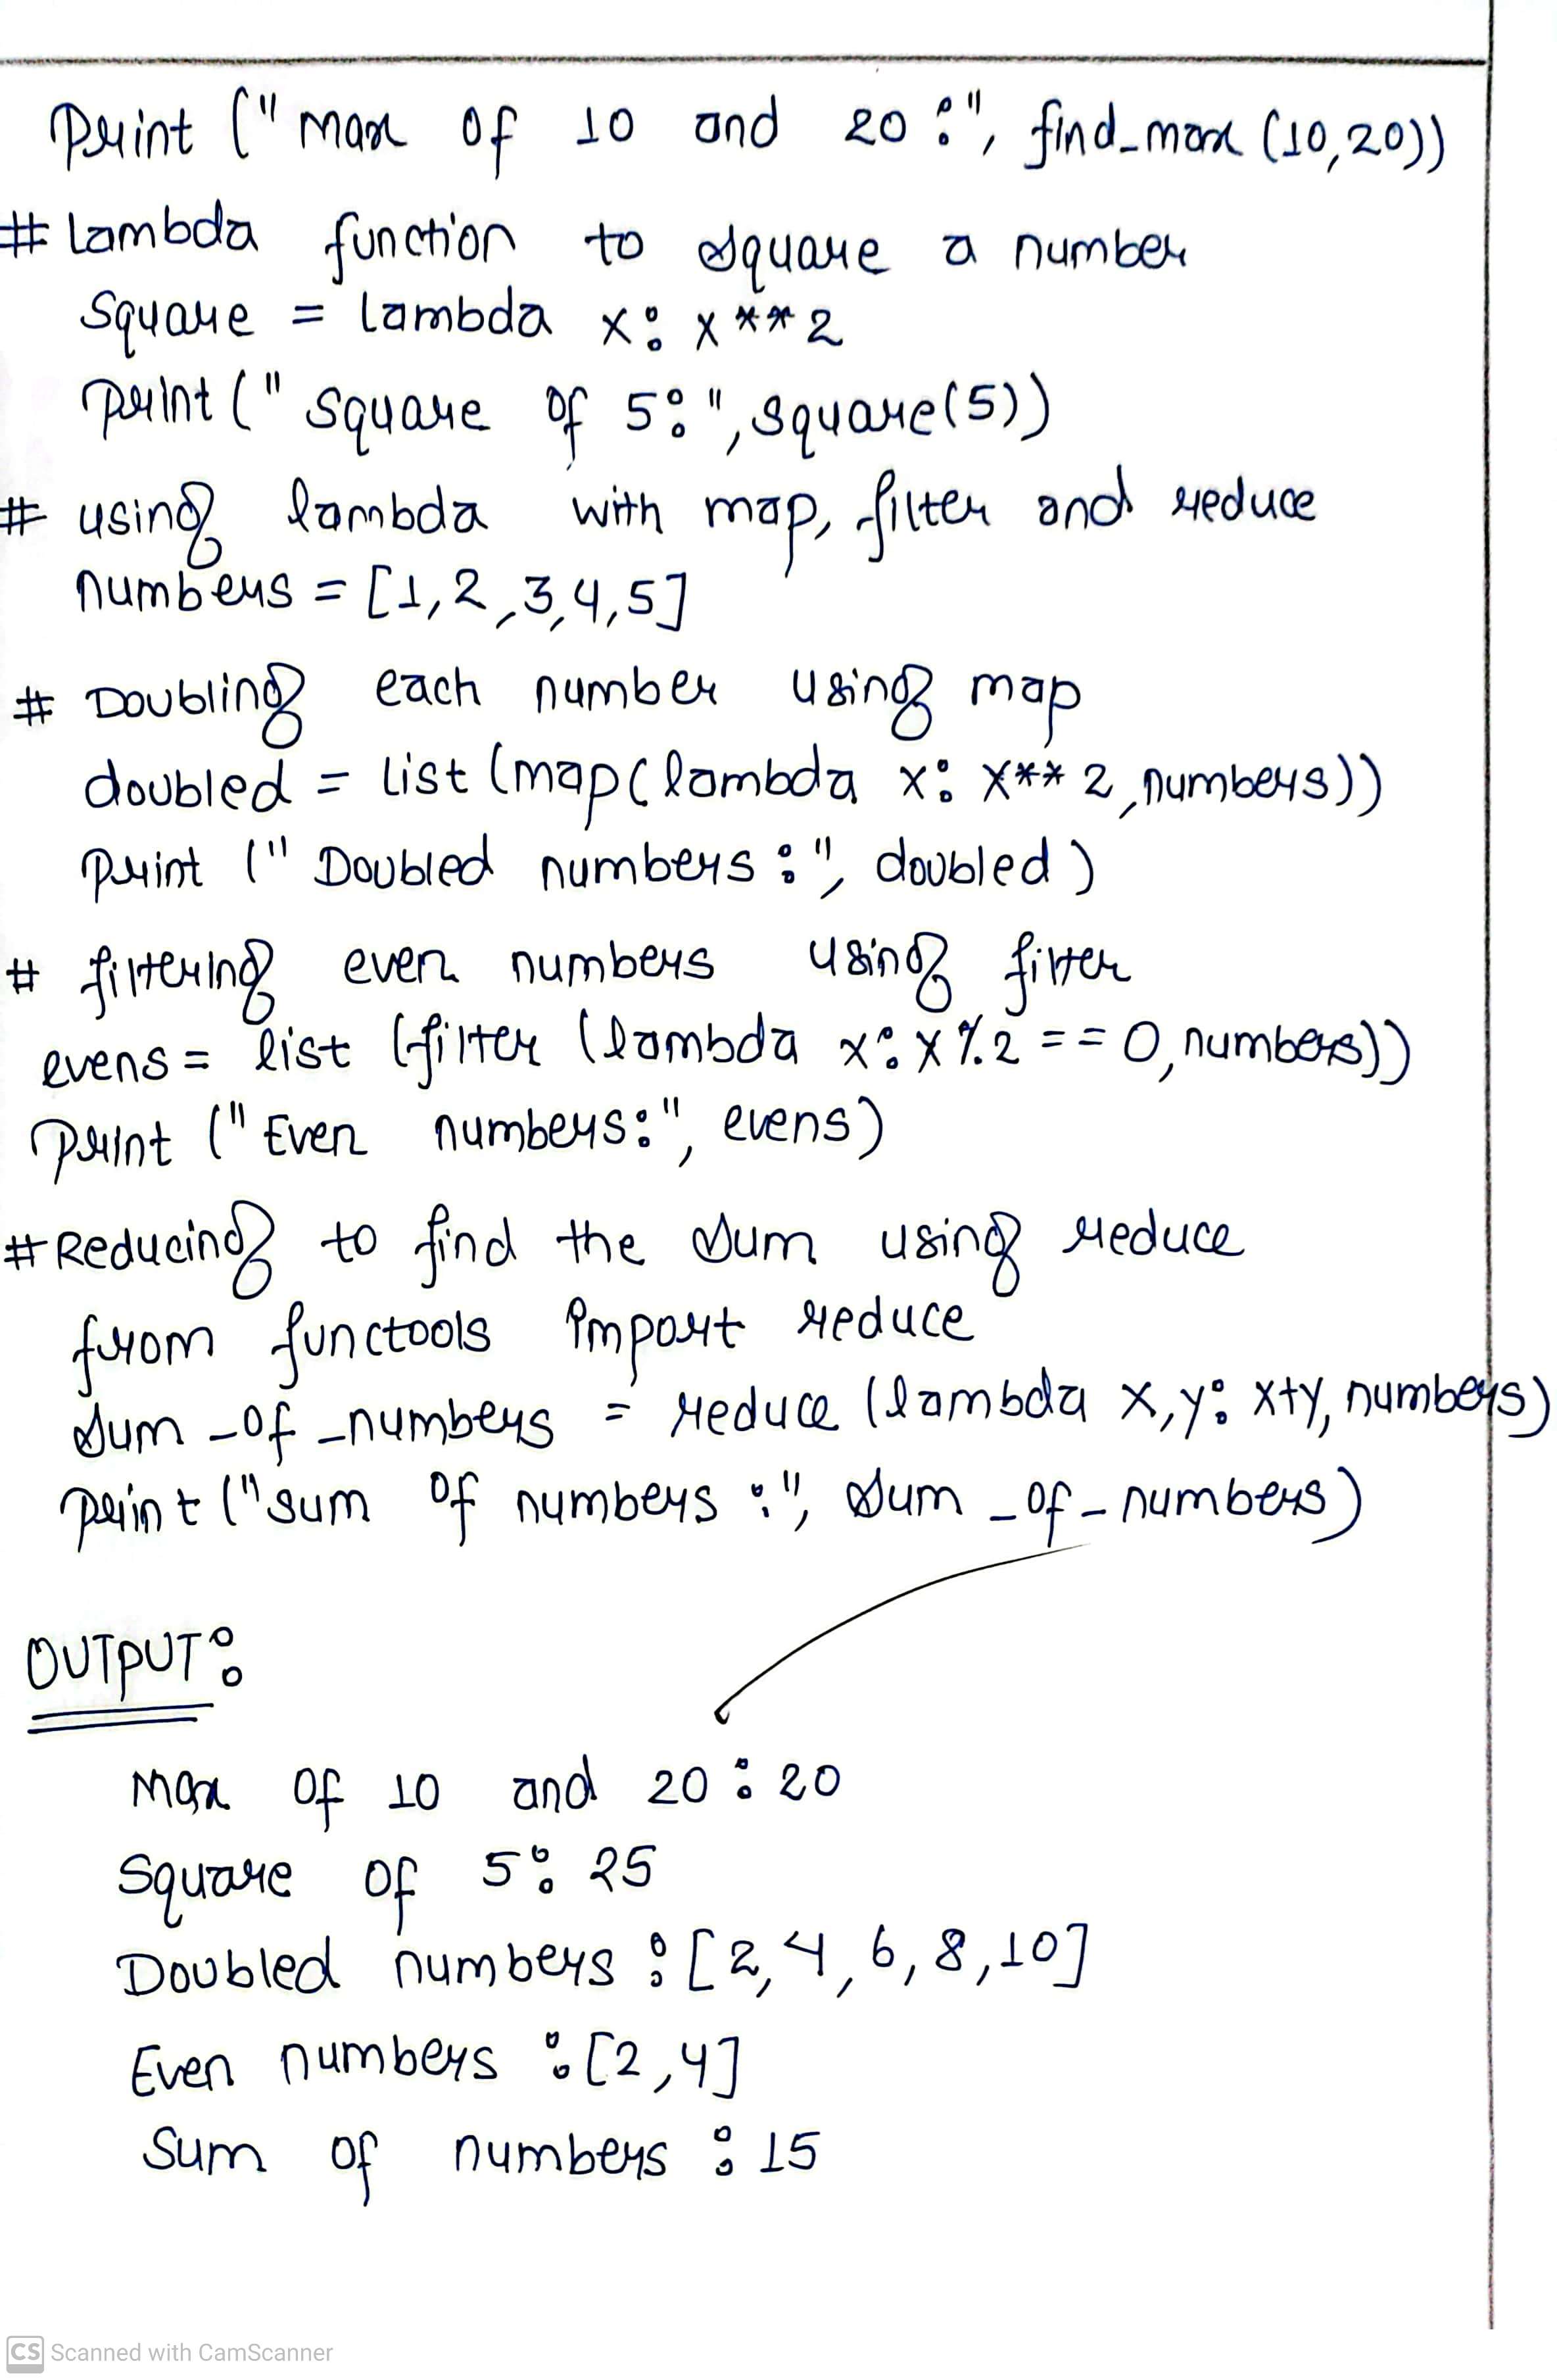 Print ("max of 10 and 20 :", find_max (10,20))
# lambda function to square a number
square = lambda x: x**2
print (" square of 5:", square(5))
# using lambda with map, filter and reduce
numbers = [1,2,3,4,5]
# Doubling each number using map
doubled = list (map(lambda x: x** 2, numbers))
print (" Doubled numbers :", doubled )
# filtering even numbers using filter
evens = list (filter (lambda x: x%2 == 0, numbers))
print (" Even numbers:", evens)
# Reducing to find the sum using reduce
from functools import reduce
sum _of _numbers = reduce (lambda x,y: x+y, numbers)
print ("sum of numbers :", sum _of _ numbers)
OUTPUT:
max of 10 and 20 : 20
Square of 5: 25
Doubled numbers : [2,4,6,8,10]
Even numbers : [2,4]
Sum of numbers : 15
CS Scanned with CamScanner